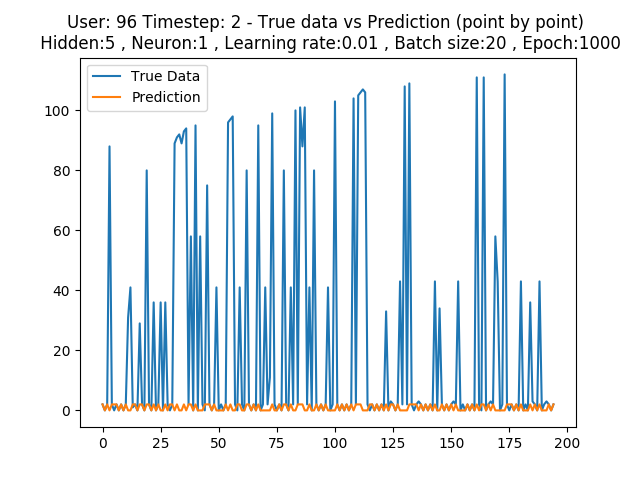 User: 96 Timestep: 2 - True data vs Prediction (point by point)
Hidden:5 , Neuron:1 , Learning rate:0.01 , Batch size:20 , Epoch:1000
True Data
Prediction
100
80
60
40
20
0
0 25 50 75 100 125 150 175 200